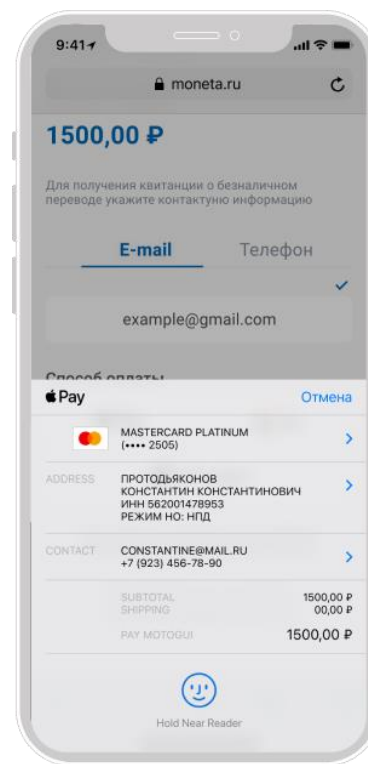 9:41
moneta.ru
1500,00 ₽
Для получения квитанции о безналичном
переводе укажите контактуню информацию
E-mail Телефон
example@gmail.com
Способ оплаты
Pay Отмена
MASTERCARD PLATINUM
(•••• 2505)
ADDRESS ПРОТОДЬЯКОНОВ
КОНСТАНТИН КОНСТАНТИНОВИЧ
ИНН 562001478953
РЕЖИМ НО: НПД
CONTACT CONSTANTINE@MAIL.RU
+7 (923) 456-78-90
SUBTOTAL 1500,00 ₽
SHIPPING 00,00 ₽
PAY MOTOGUI 1500,00 ₽
Hold Near Reader